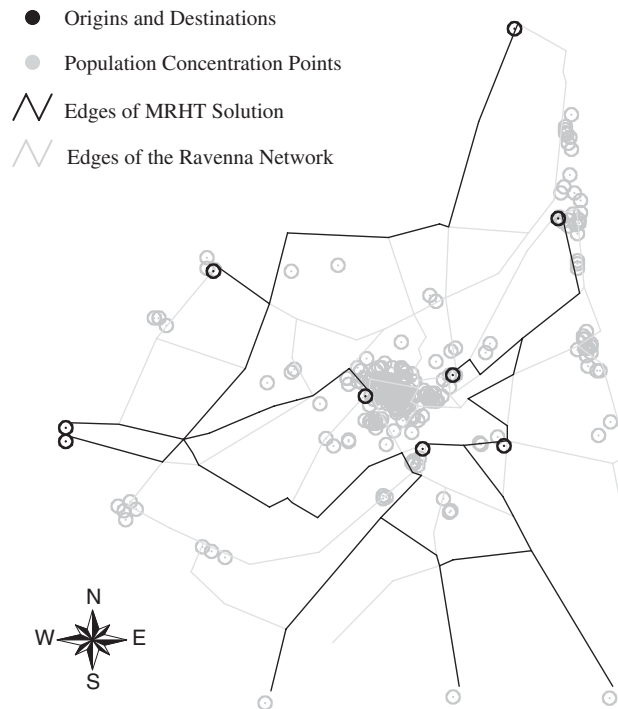 Origins and Destinations
Population Concentration Points
Edges of MRHT Solution
Edges of the Ravenna Network
N
W E
S